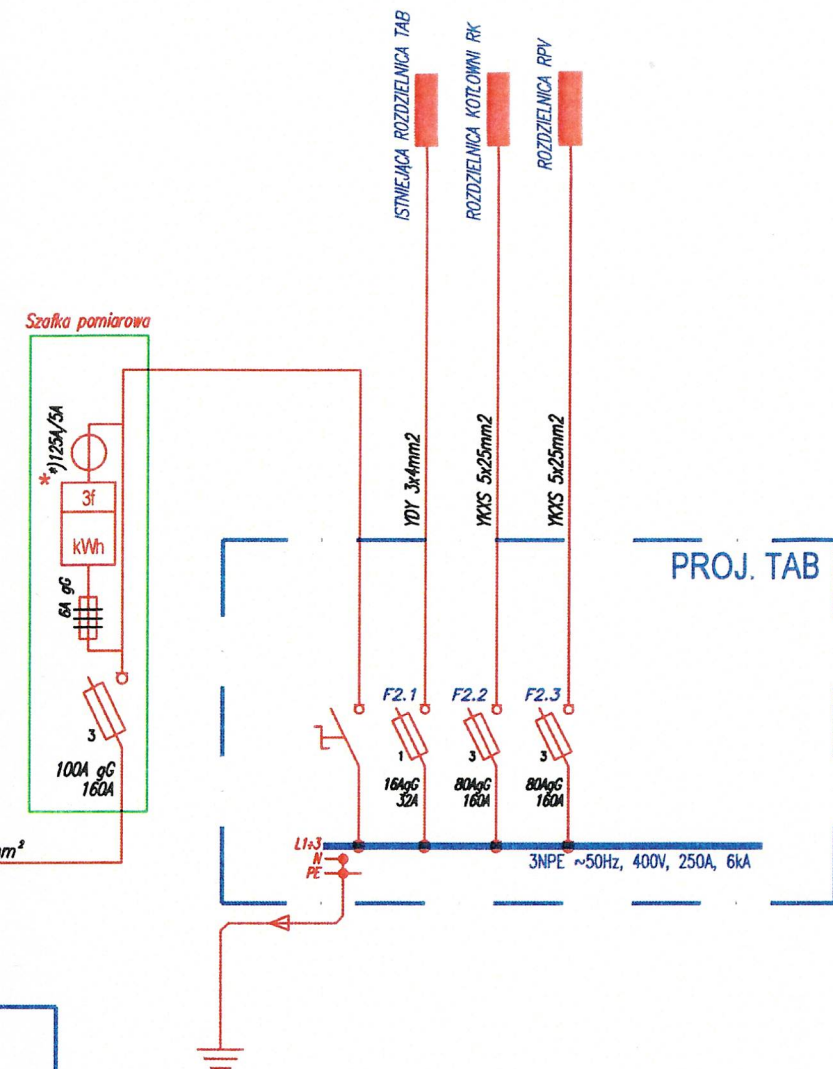 ISTNIEJĄCA ROZDZIELNICA TAB
ROZDZIELNICA KOTŁOWNI RK
ROZDZIELNICA RPV
Szafka pomiarowa
*
*)125A/5A
3f
kWh
6A gG
3
100A gG
160A
YDY 3x4mm2
YKXS 5x25mm2
YKXS 5x25mm2
PROJ. TAB
F2.1
F2.2
F2.3
1
3
3
16AgG
32A
80AgG
160A
80AgG
160A
L1÷3
N
PE
3NPE ~50Hz, 400V, 250A, 6kA